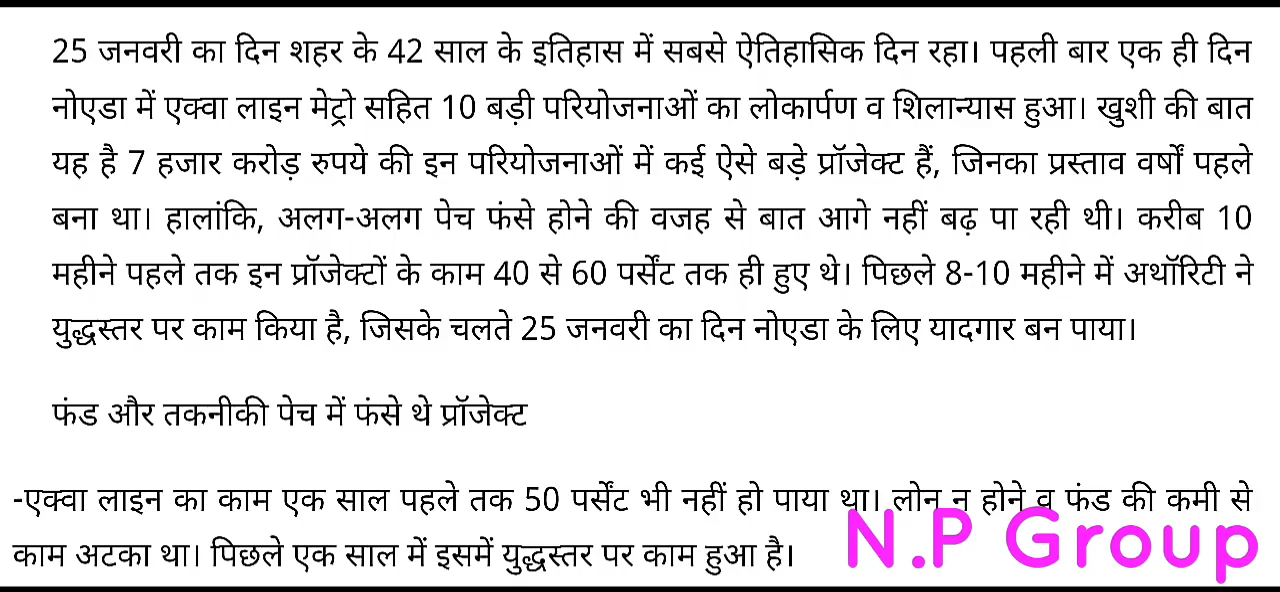 25 जनवरी का दिन शहर के 42 साल के इतिहास में सबसे ऐतिहासिक दिन रहा। पहली बार एक ही दिन
नोएडा में एक्वा लाइन मेट्रो सहित 10 बड़ी परियोजनाओं का लोकार्पण व शिलान्यास हुआ। खुशी की बात
यह है 7 हजार करोड़ रुपये की इन परियोजनाओं में कई ऐसे बड़े प्रॉजेक्ट हैं, जिनका प्रस्ताव वर्षों पहले
बना था। हालांकि, अलग-अलग पेच फंसे होने की वजह से बात आगे नहीं बढ़ पा रही थी। करीब 10
महीने पहले तक इन प्रॉजेक्टों के काम 40 से 60 पर्सेंट तक ही हुए थे। पिछले 8-10 महीने में अथॉरिटी ने
युद्धस्तर पर काम किया है, जिसके चलते 25 जनवरी का दिन नोएडा के लिए यादगार बन पाया।
फंड और तकनीकी पेच में फंसे थे प्रॉजेक्ट
-एक्वा लाइन का काम एक साल पहले तक 50 पर्सेंट भी नहीं हो पाया था। लोन न होने व फंड की कमी से
काम अटका था। पिछले एक साल में इसमें युद्धस्तर पर काम हुआ है।
N.P Group